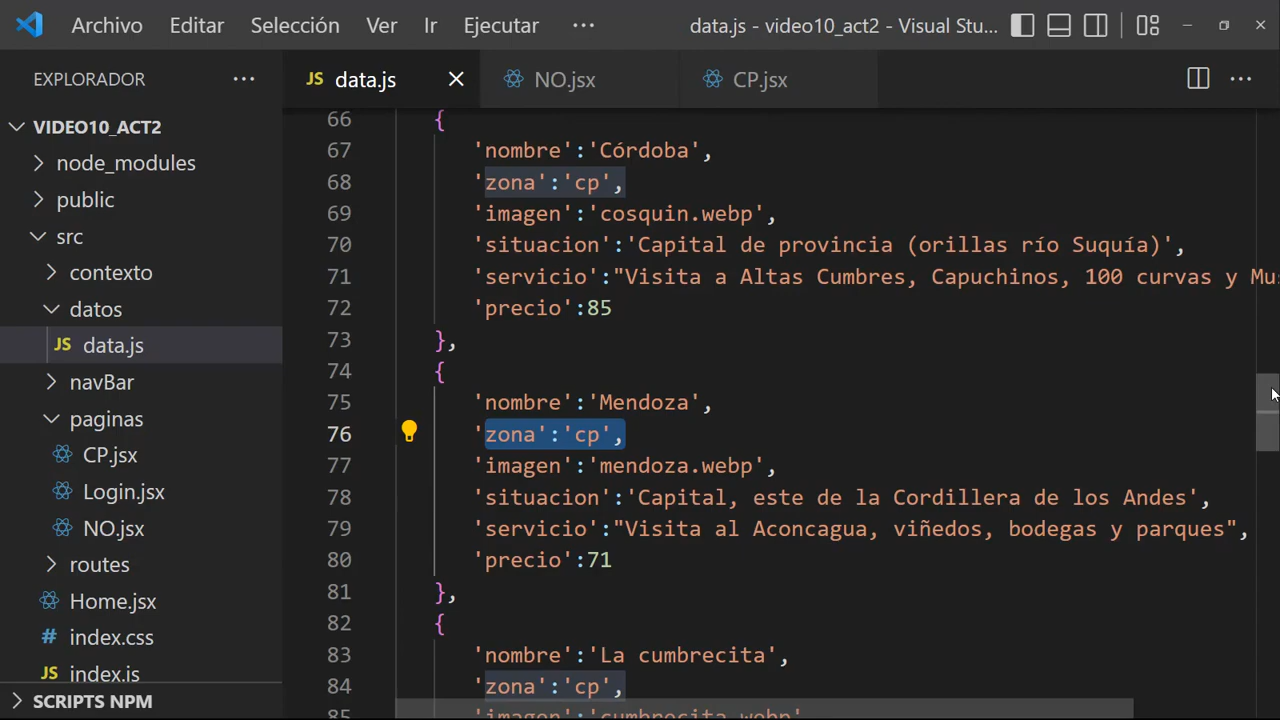 Archivo Editar Selección Ver Ir Ejecutar ··· data.js - video10_act2 - Visual Stu...
EXPLORADOR ··· JS data.js NO.jsx CP.jsx ···
VIDEO10_ACT2
node_modules
public
src
contexto
datos
JS data.js
navBar
paginas
CP.jsx
Login.jsx
NO.jsx
routes
Home.jsx
# index.css
JS index.js
SCRIPTS NPM
66 {
67 'nombre':'Córdoba',
68 'zona':'cp',
69 'imagen':'cosquin.webp',
70 'situacion':'Capital de provincia (orillas río Suquía)',
71 'servicio':"Visita a Altas Cumbres, Capuchinos, 100 curvas y Mus
72 'precio':85
73 },
74 {
75 'nombre':'Mendoza',
76 'zona':'cp',
77 'imagen':'mendoza.webp',
78 'situacion':'Capital, este de la Cordillera de los Andes',
79 'servicio':"Visita al Aconcagua, viñedos, bodegas y parques",
80 'precio':71
81 },
82 {
83 'nombre':'La cumbrecita',
84 'zona':'cp',
85 'imagen':'cumbrecita.webp'